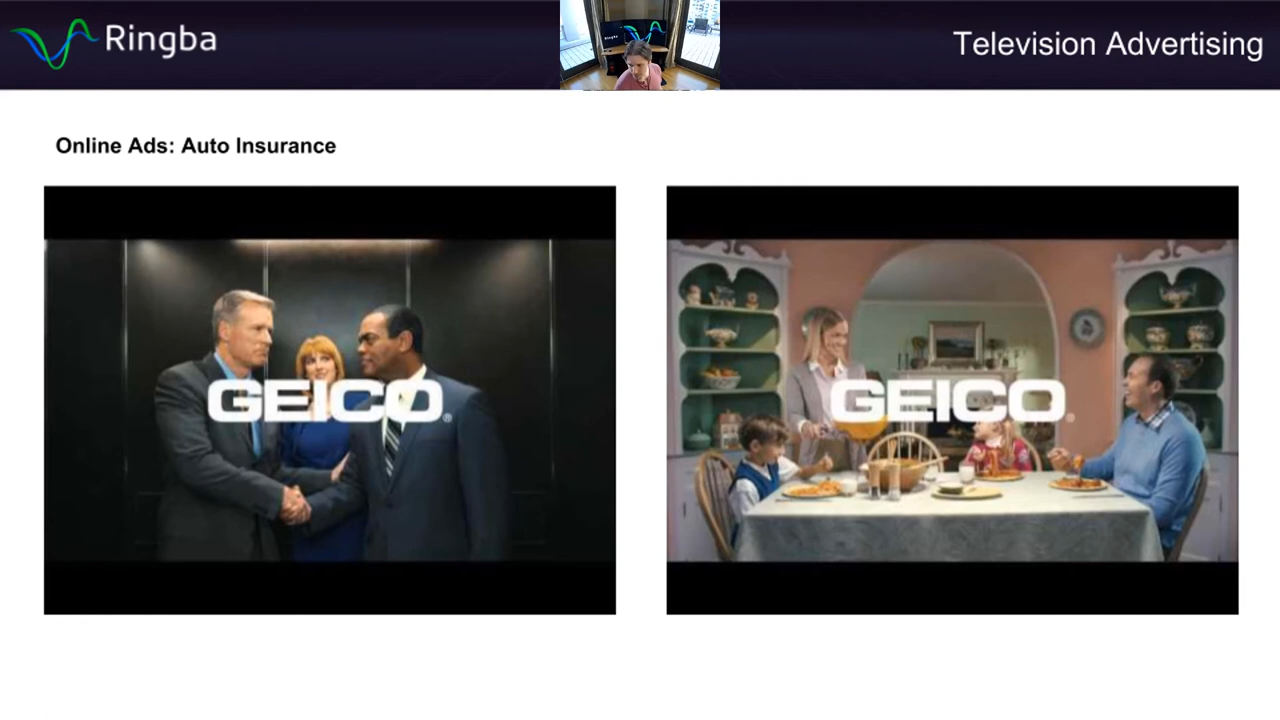 Ringba
Television Advertising
Online Ads: Auto Insurance
GEICO®
GEICO®